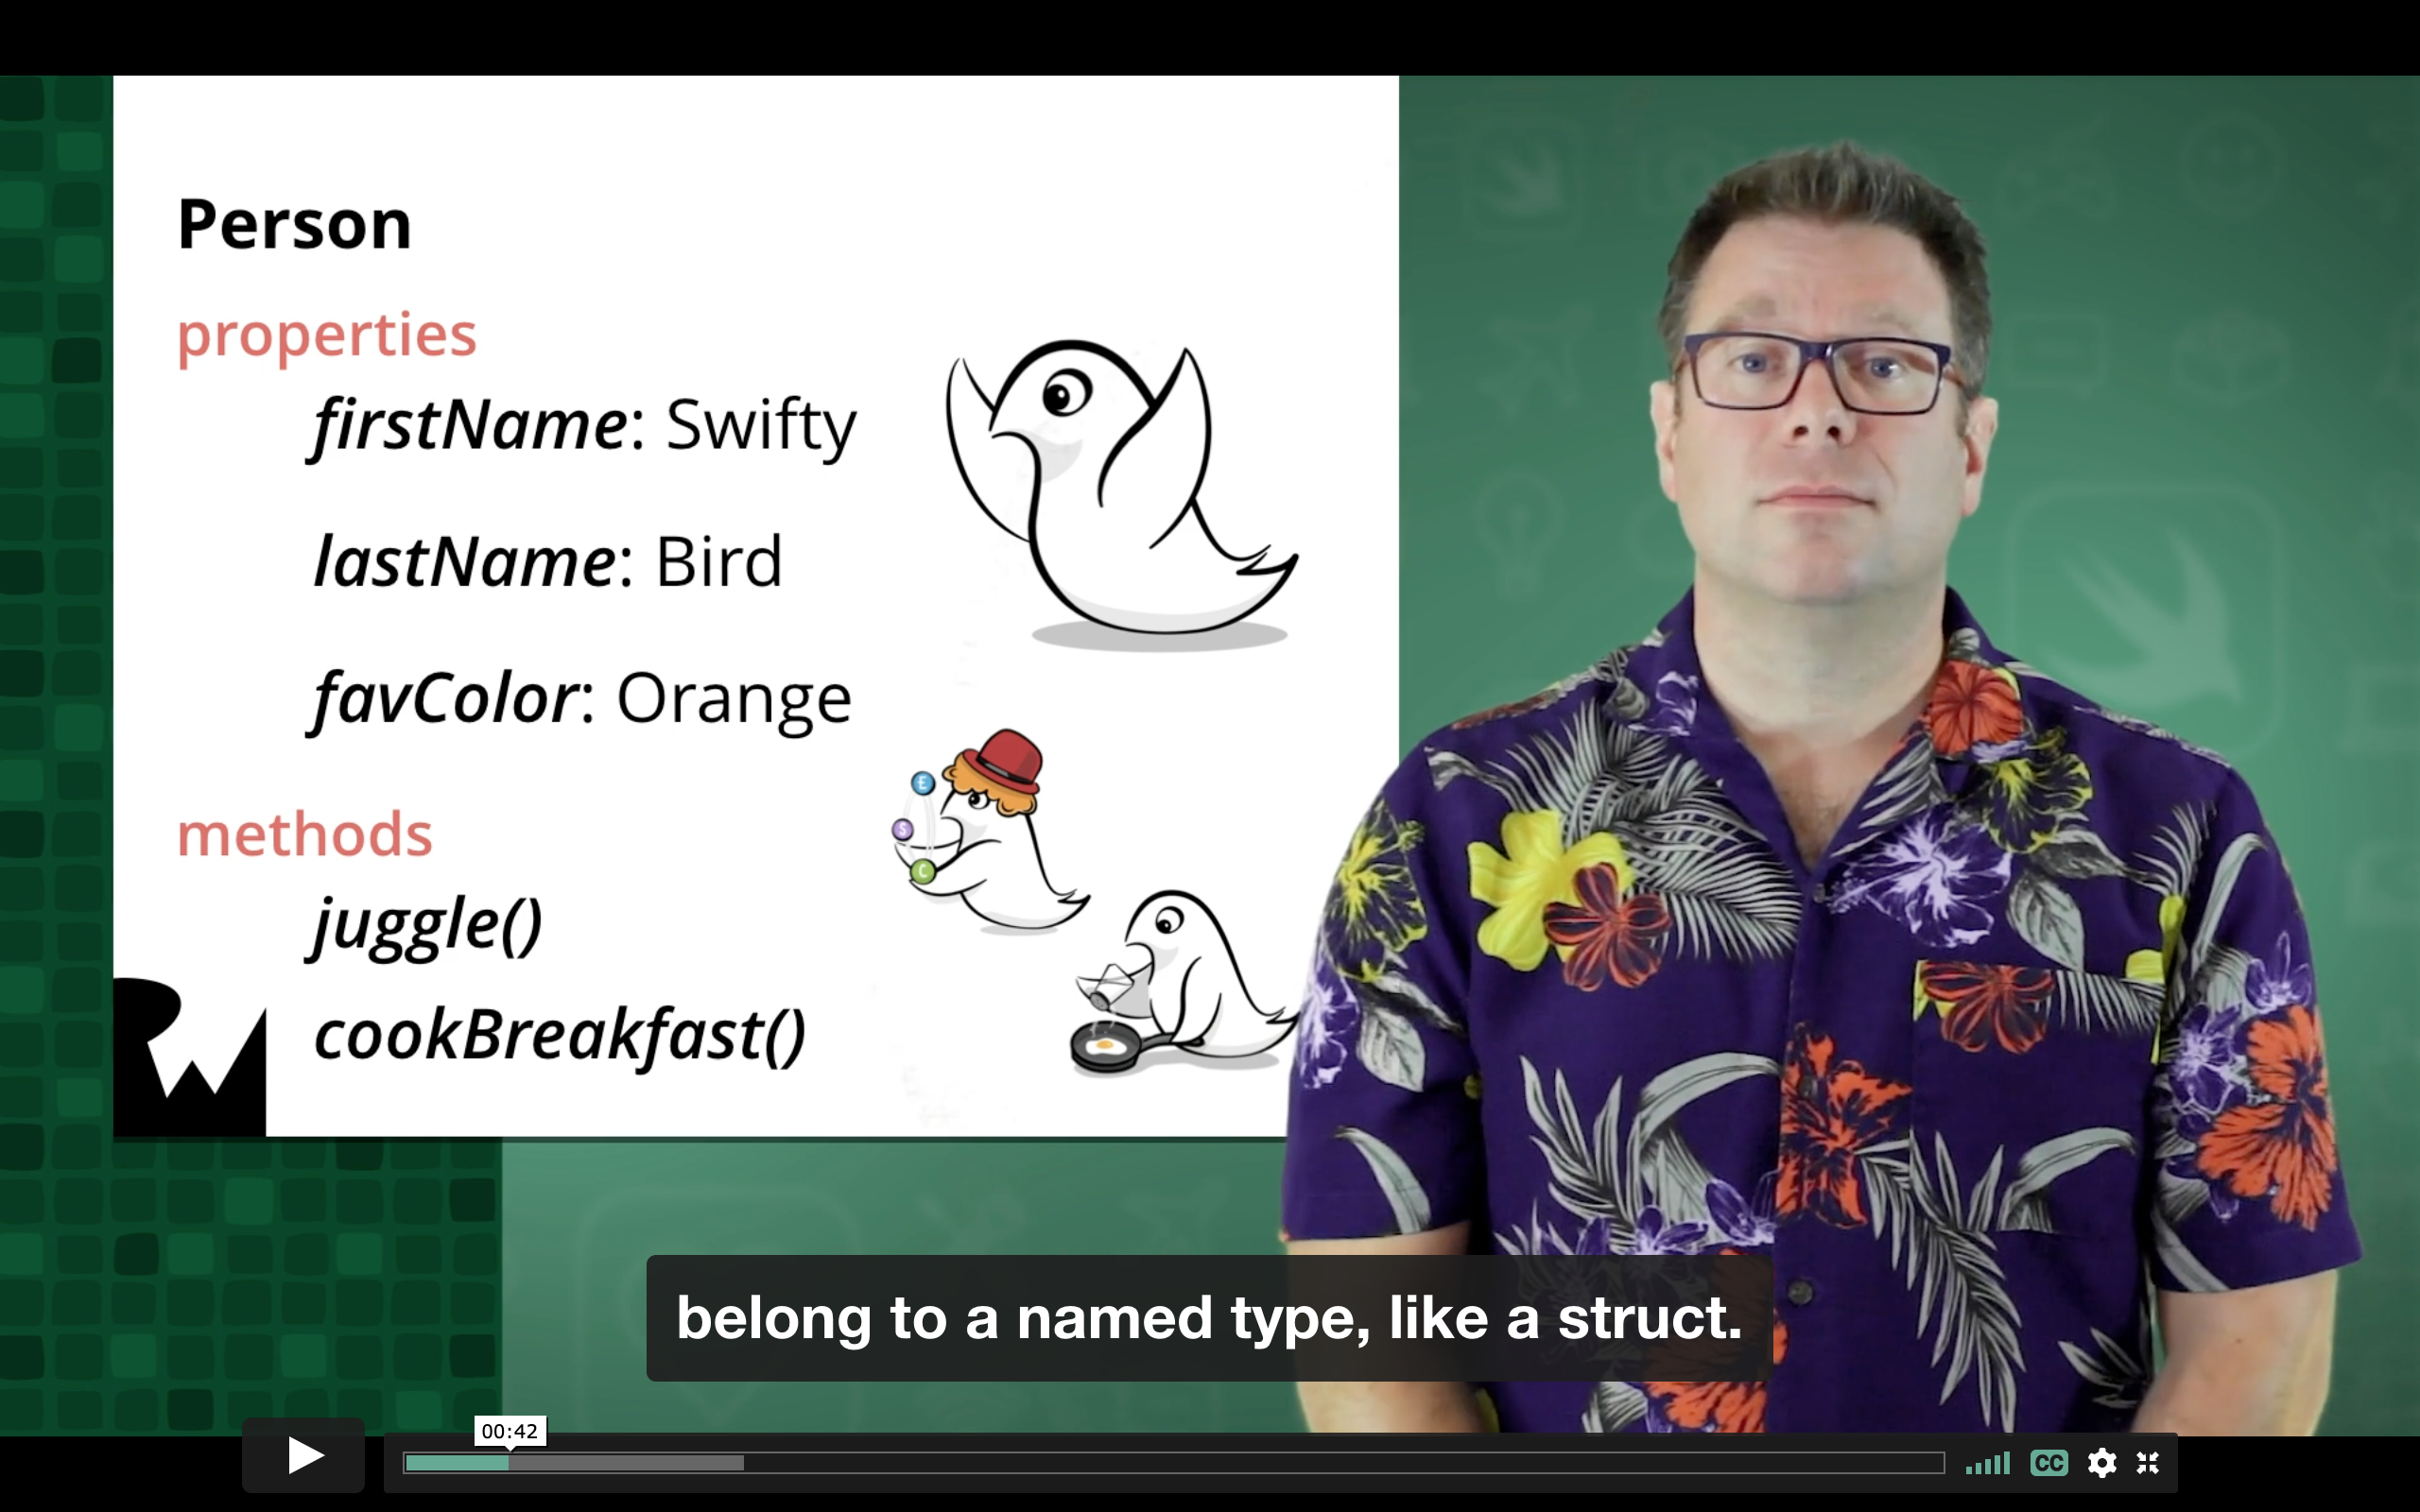 Person
properties
firstName: Swifty
lastName: Bird
favColor: Orange
methods
juggle()
cookBreakfast()
E
S
C
RW
belong to a named type, like a struct.
00:42
CC